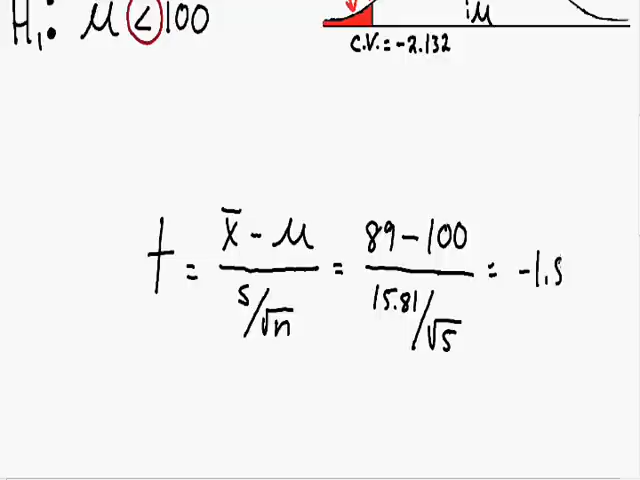 H₁: μ < 100
μ
C.V. = -2.132
t = (x̄ - μ) / (s/√n) = (89 - 100) / (15.81/√5) = -1.5